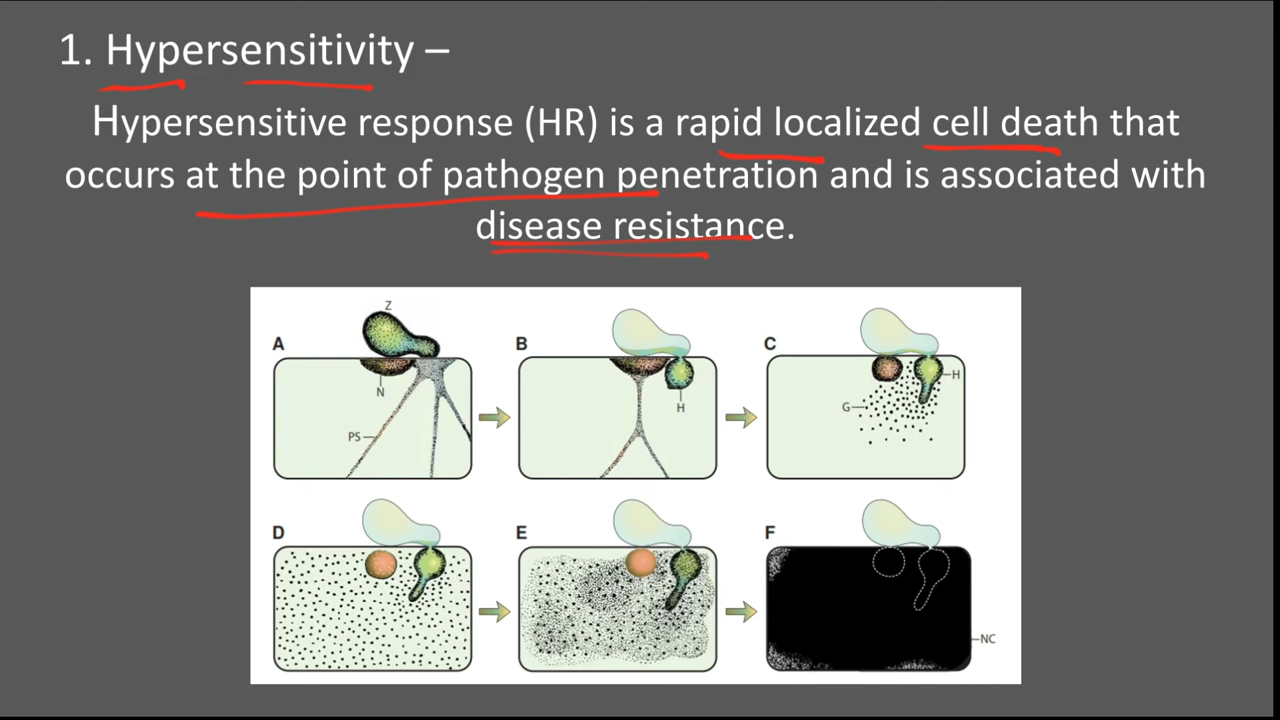 1. Hypersensitivity –
Hypersensitive response (HR) is a rapid localized cell death that
occurs at the point of pathogen penetration and is associated with
disease resistance.
Z
A
B
C
N
PS
H
G
H
D
E
F
NC